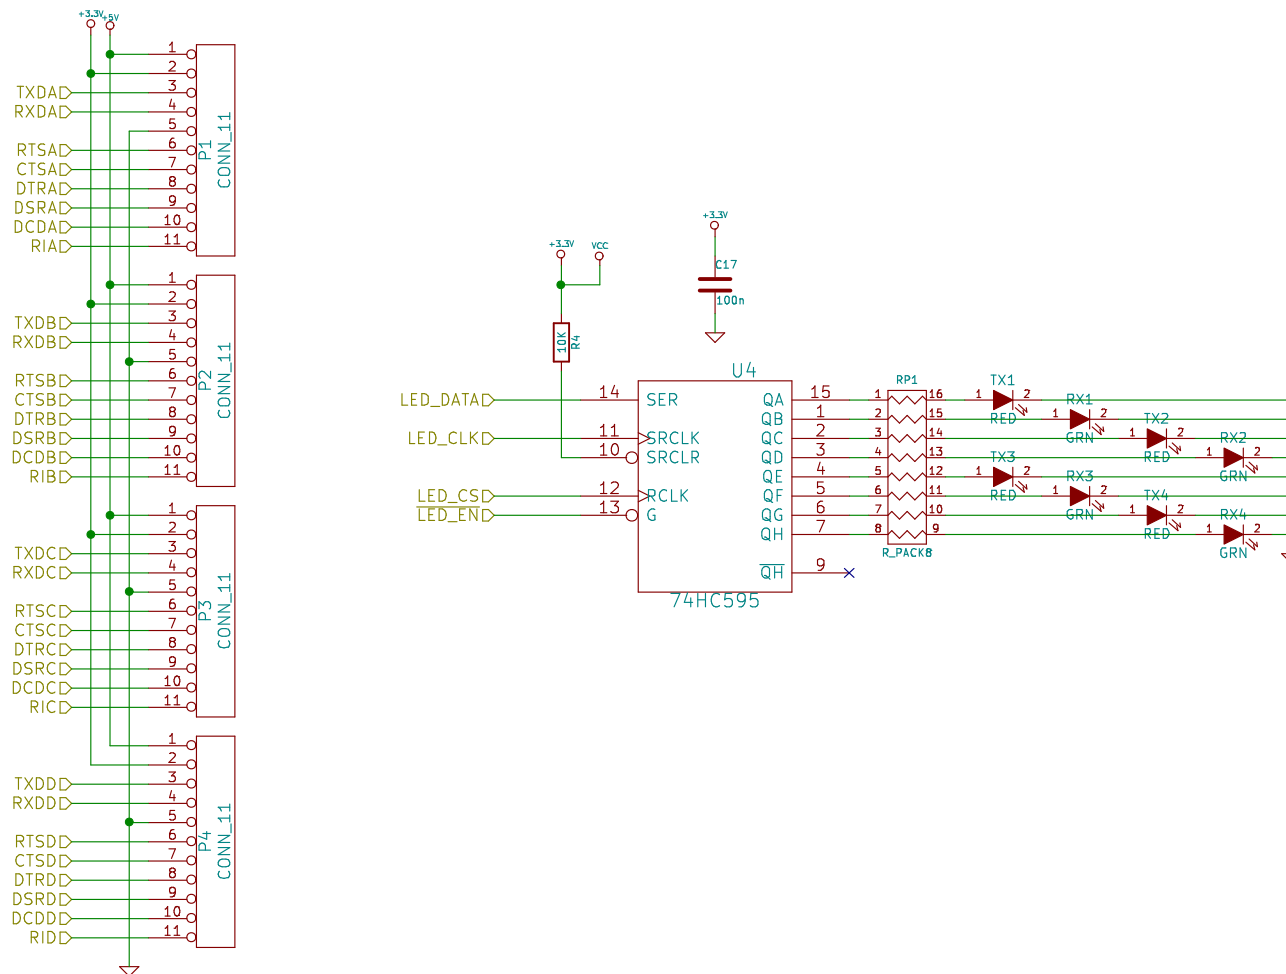 +3.3V +5V
1
2
TXDA 3
RXDA 4
5
RTSA 6
CTSA 7
DTRA 8
DSRA 9
DCDA 10
RIA 11
P1
CONN_11
1
2
TXDB 3
RXDB 4
5
RTSB 6
CTSB 7
DTRB 8
DSRB 9
DCDB 10
RIB 11
P2
CONN_11
1
2
TXDC 3
RXDC 4
5
RTSC 6
CTSC 7
DTRC 8
DSRC 9
DCDC 10
RIC 11
P3
CONN_11
1
2
TXDD 3
RXDD 4
5
RTSD 6
CTSD 7
DTRD 8
DSRD 9
DCDD 10
RID 11
P4
CONN_11
+3.3V
C17
100n
+3.3V VCC
10K
R4
U4
LED_DATA 14 SER QA 15
QB 1
LED_CLK 11 SRCLK QC 2
10 SRCLR QD 3
QE 4
LED_CS 12 RCLK QF 5
LED_EN 13 G QG 6
QH 7
QH 9
74HC595
RP1
1 16
2 15
3 14
4 13
5 12
6 11
7 10
8 9
R_PACK8
TX1
1 2
RED
RX1
1 2
GRN
TX2
1 2
RED
RX2
1 2
GRN
TX3
1 2
RED
RX3
1 2
GRN
TX4
1 2
RED
RX4
1 2
GRN